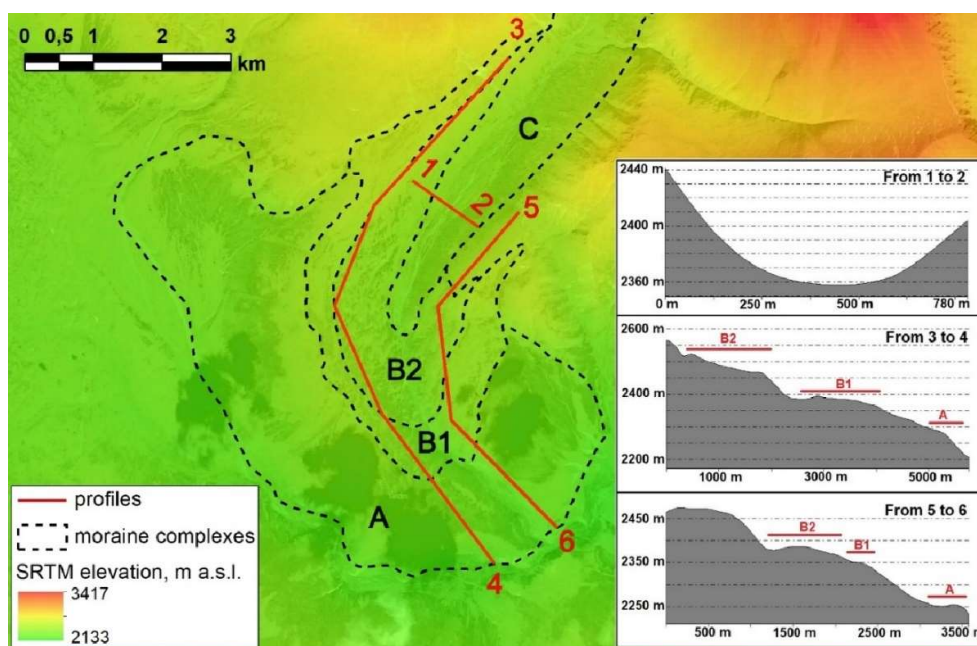 0 0,5 1 2 3
km
3
C
1
2
5
B2
B1
A
6
4
profiles
moraine complexes
SRTM elevation, m a.s.l.
3417
2133
2440 m
From 1 to 2
2400 m
2360 m
0 m 250 m 500 m 780 m
2600 m
From 3 to 4
B2
B1
2400 m
A
2200 m
1000 m 3000 m 5000 m
From 5 to 6
2450 m
B2
B1
2350 m
A
2250 m
500 m 1500 m 2500 m 3500 m